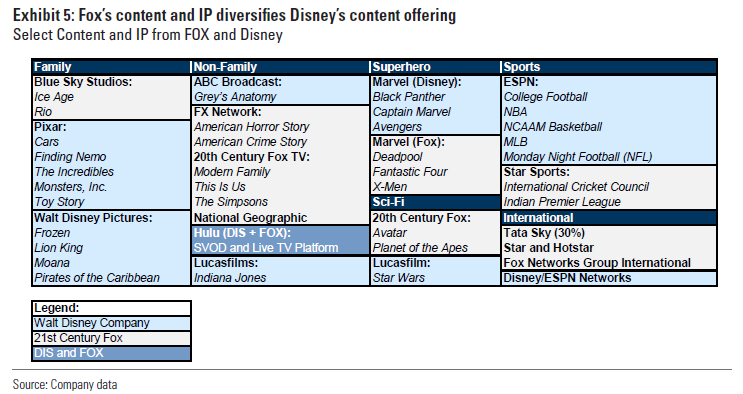 Exhibit 5: Fox's content and IP diversifies Disney's content offering
Select Content and IP from FOX and Disney
Family
Blue Sky Studios:
Ice Age
Rio
Pixar:
Cars
Finding Nemo
The Incredibles
Monsters, Inc.
Toy Story
Walt Disney Pictures:
Frozen
Lion King
Moana
Pirates of the Caribbean
Non-Family
ABC Broadcast:
Grey's Anatomy
FX Network:
American Horror Story
American Crime Story
20th Century Fox TV:
Modern Family
This Is Us
The Simpsons
National Geographic
Hulu (DIS + FOX):
SVOD and Live TV Platform
Lucasfilms:
Indiana Jones
Superhero
Marvel (Disney):
Black Panther
Captain Marvel
Avengers
Marvel (Fox):
Deadpool
Fantastic Four
X-Men
Sci-Fi
20th Century Fox:
Avatar
Planet of the Apes
Lucasfilm:
Star Wars
Sports
ESPN:
College Football
NBA
NCAAM Basketball
MLB
Monday Night Football (NFL)
Star Sports:
International Cricket Council
Indian Premier League
International
Tata Sky (30%)
Star and Hotstar
Fox Networks Group International
Disney/ESPN Networks
Legend:
Walt Disney Company
21st Century Fox
DIS and FOX
Source: Company data